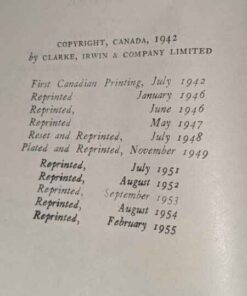 COPYRIGHT, CANADA, 1942
by CLARKE, IRWIN & COMPANY LIMITED
First Canadian Printing, July 1942
Reprinted January 1946
Reprinted, June 1946
Reprinted May 1947
Reset and Reprinted, July 1948
Plated and Reprinted, November 1949
Reprinted, July 1951
Reprinted, August 1952
Reprinted, September 1953
Reprinted, August 1954
Reprinted, February 1955